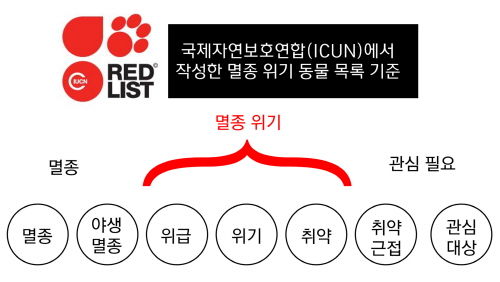 국제자연보호연합(ICUN)에서
작성한 멸종 위기 동물 목록 기준
IUCN
RED
LIST
멸종 위기
멸종
관심 필요
멸종
야생
멸종
위급
위기
취약
취약
근접
관심
대상